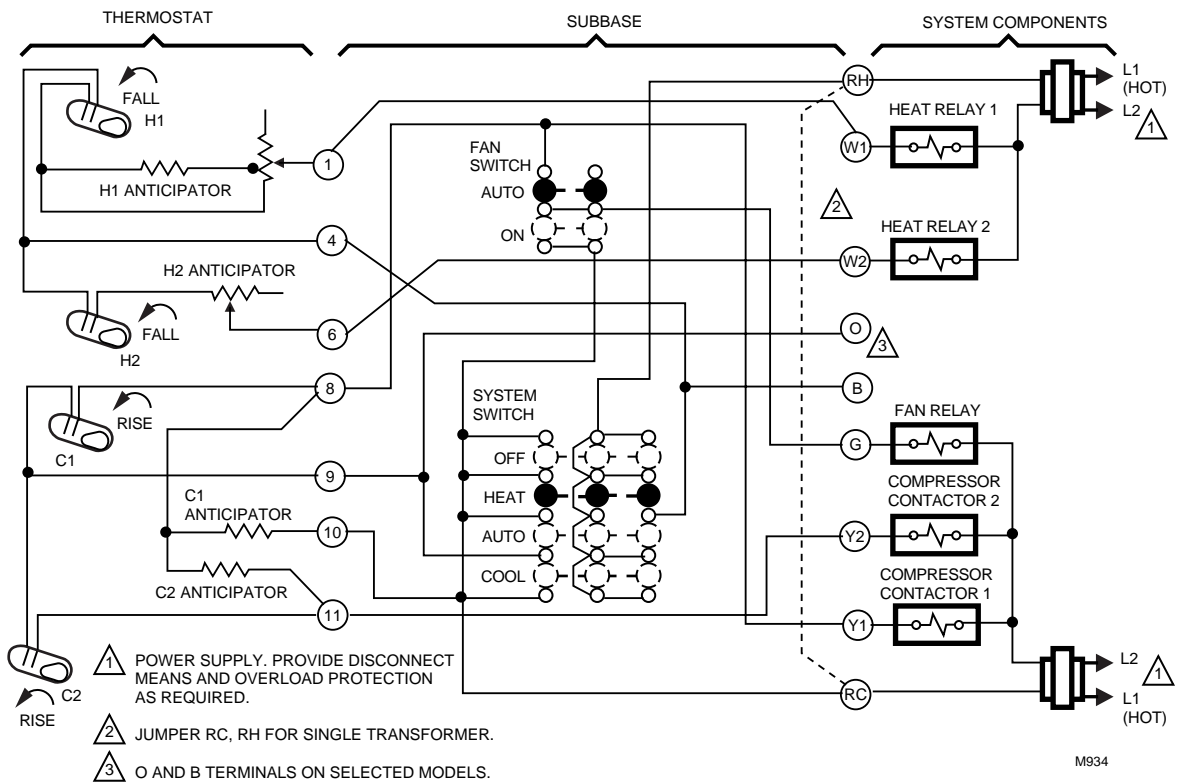 THERMOSTAT
SUBBASE
SYSTEM COMPONENTS
FALL
H1
H1 ANTICIPATOR
1
4
H2 ANTICIPATOR
FALL
H2
6
8
RISE
C1
9
C1
ANTICIPATOR
10
C2 ANTICIPATOR
11
C2
RISE
FAN
SWITCH
AUTO
ON
SYSTEM
SWITCH
OFF
HEAT
AUTO
COOL
RH
W1
2
W2
O
3
B
G
Y2
Y1
RC
L1
(HOT)
L2
1
HEAT RELAY 1
HEAT RELAY 2
FAN RELAY
COMPRESSOR
CONTACTOR 2
COMPRESSOR
CONTACTOR 1
L2
1
L1
(HOT)
1 POWER SUPPLY. PROVIDE DISCONNECT
MEANS AND OVERLOAD PROTECTION
AS REQUIRED.
2 JUMPER RC, RH FOR SINGLE TRANSFORMER.
3 O AND B TERMINALS ON SELECTED MODELS.
M934